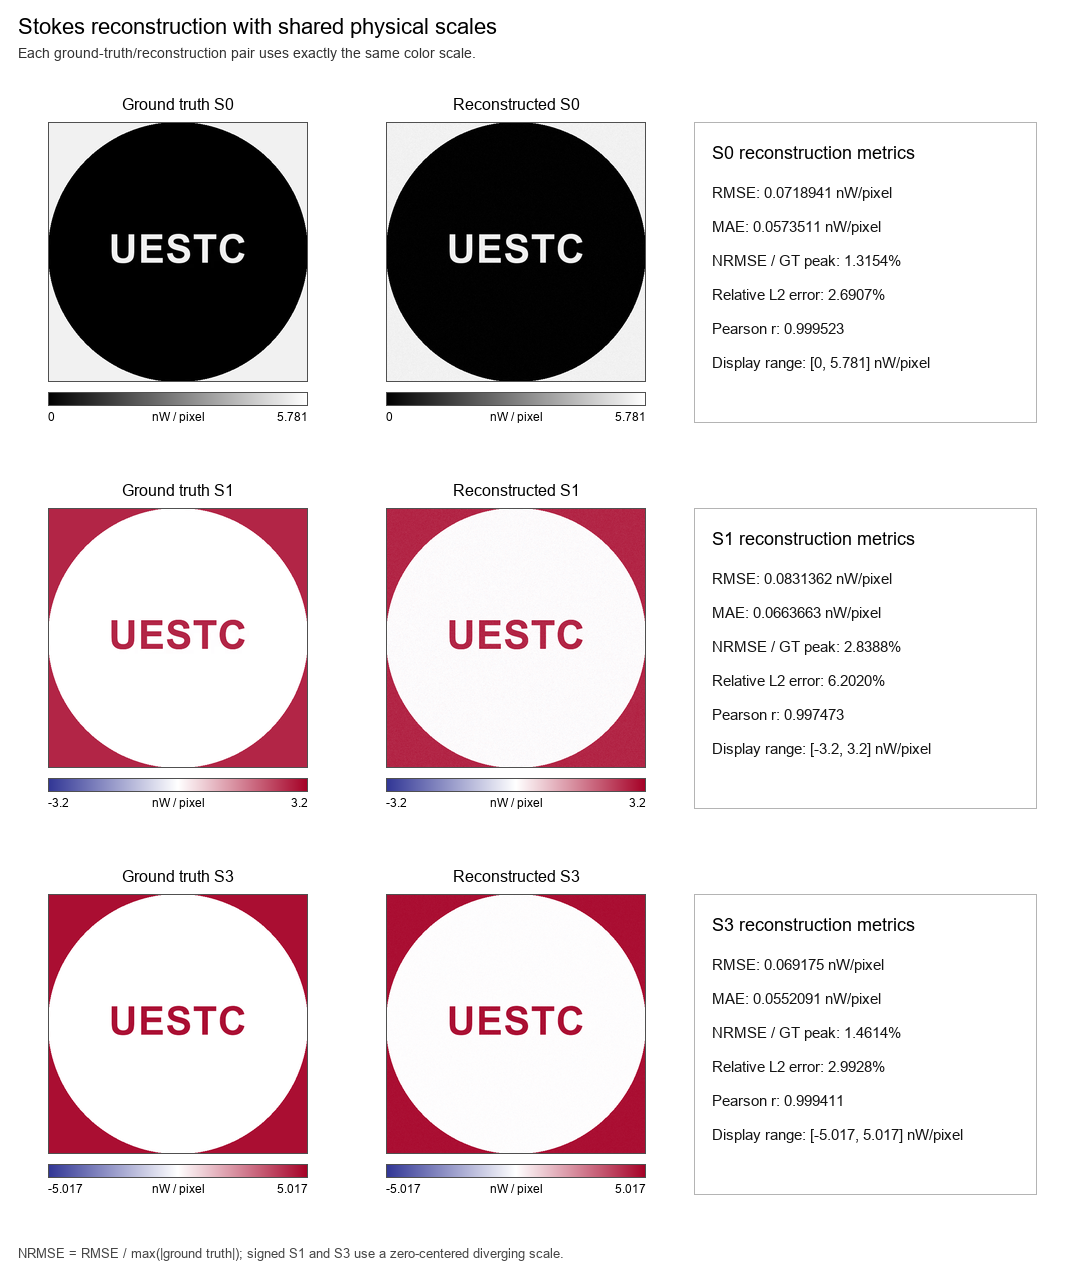 Stokes reconstruction with shared physical scales
Each ground-truth/reconstruction pair uses exactly the same color scale.
Ground truth S0
Reconstructed S0
UESTC
UESTC
0 nW / pixel 5.781
0 nW / pixel 5.781
S0 reconstruction metrics
RMSE: 0.0718941 nW/pixel
MAE: 0.0573511 nW/pixel
NRMSE / GT peak: 1.3154%
Relative L2 error: 2.6907%
Pearson r: 0.999523
Display range: [0, 5.781] nW/pixel
Ground truth S1
Reconstructed S1
UESTC
UESTC
-3.2 nW / pixel 3.2
-3.2 nW / pixel 3.2
S1 reconstruction metrics
RMSE: 0.0831362 nW/pixel
MAE: 0.0663663 nW/pixel
NRMSE / GT peak: 2.8388%
Relative L2 error: 6.2020%
Pearson r: 0.997473
Display range: [-3.2, 3.2] nW/pixel
Ground truth S3
Reconstructed S3
UESTC
UESTC
-5.017 nW / pixel 5.017
-5.017 nW / pixel 5.017
S3 reconstruction metrics
RMSE: 0.069175 nW/pixel
MAE: 0.0552091 nW/pixel
NRMSE / GT peak: 1.4614%
Relative L2 error: 2.9928%
Pearson r: 0.999411
Display range: [-5.017, 5.017] nW/pixel
NRMSE = RMSE / max(|ground truth|); signed S1 and S3 use a zero-centered diverging scale.